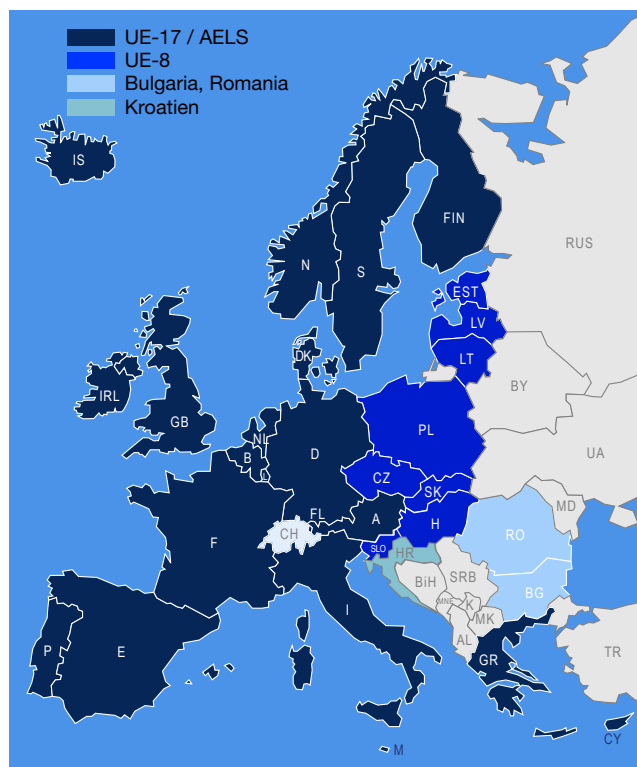 UE-17 / AELS
UE-8
Bulgaria, Romania
Kroatien
IS
FIN
RUS
N
S
EST
LV
LT
DK
BY
IRL
GB
NL
PL
B
D
UA
L
CZ
SK
MD
FL
A
H
RO
CH
F
SLO
HR
BiH
SRB
BG
MNE
K
MK
I
P
E
AL
GR
TR
CY
M